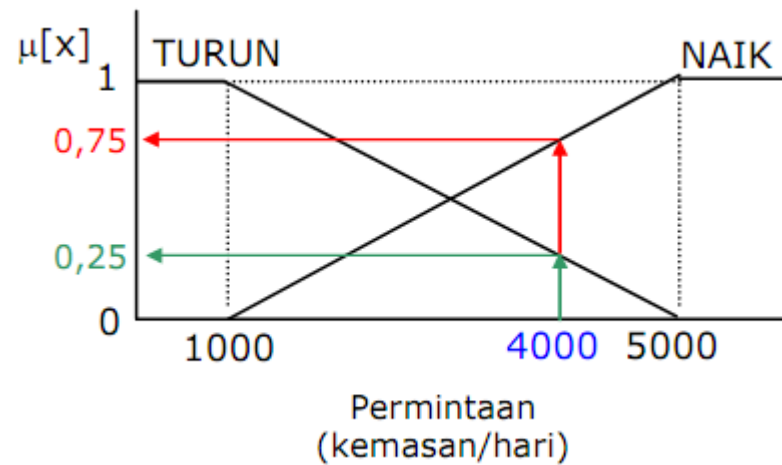 μ[x]
TURUN
NAIK
1
0,75
0,25
0
1000
4000
5000
Permintaan
(kemasan/hari)